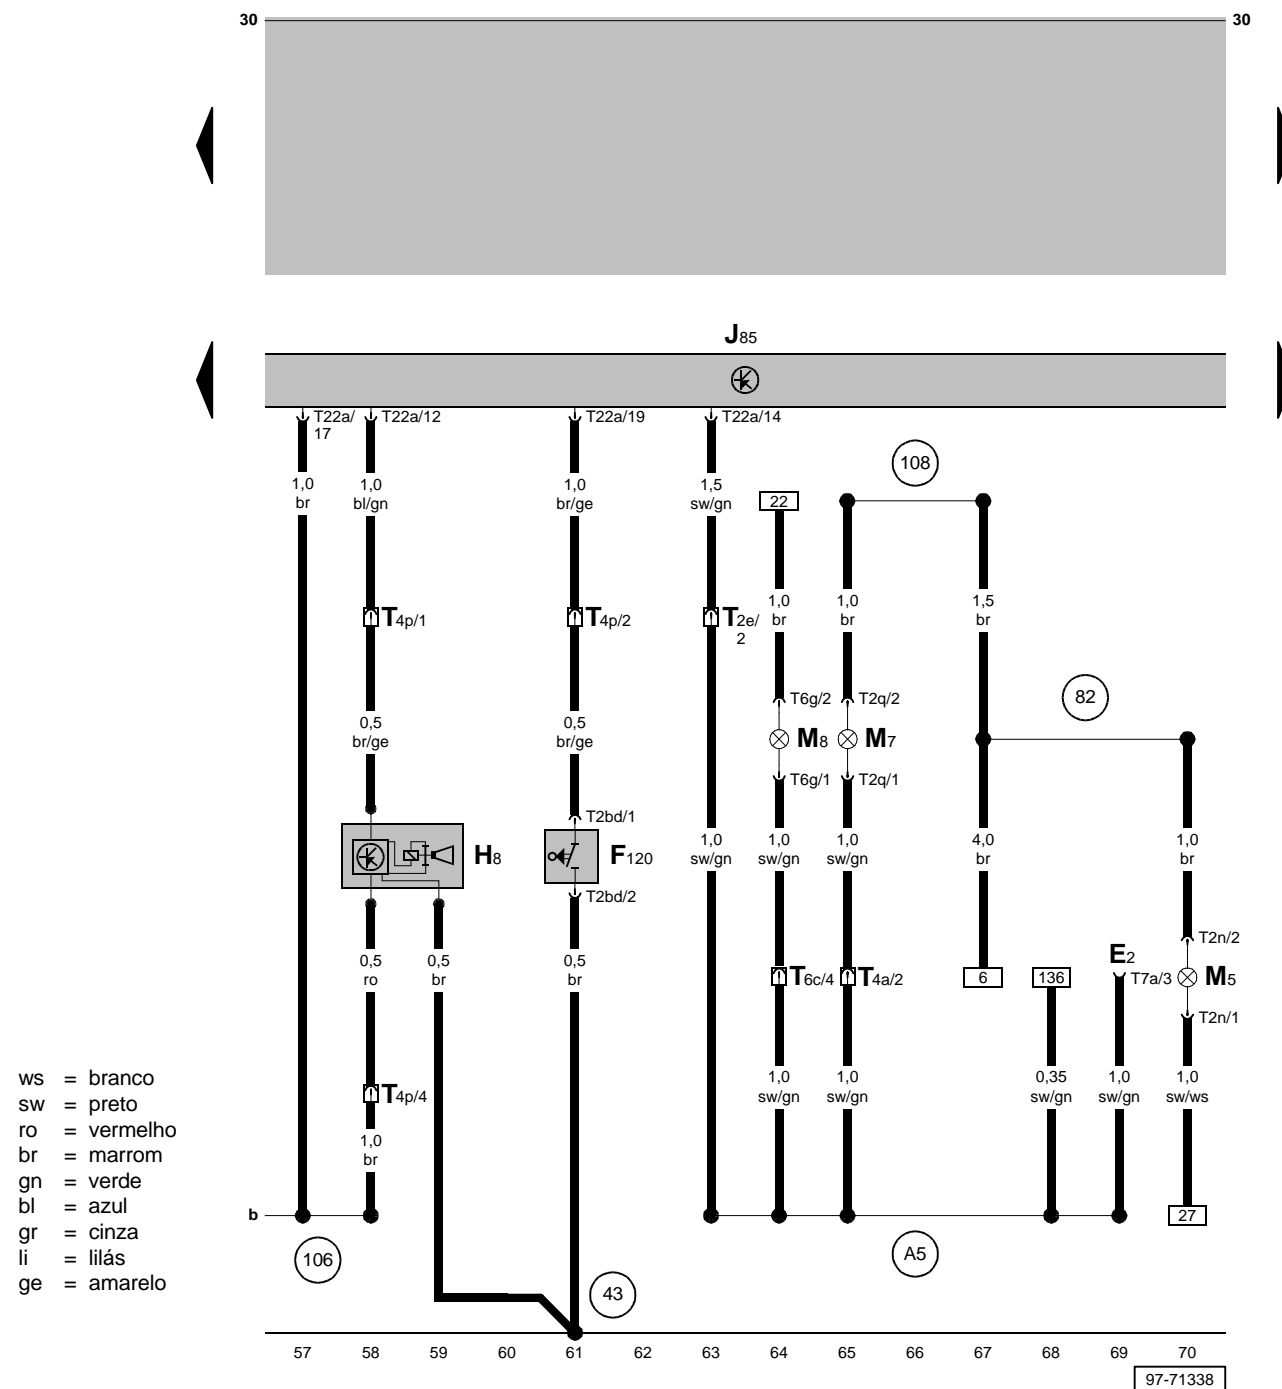 30 30
J85
T22a/17 T22a/12 T22a/19 T22a/14
108
1,0 br
1,0 bl/gn
1,0 br/ge
1,5 sw/gn
22
1,0 br
1,0 br
1,5 br
T4p/1 T4p/2 T2e/2
82
T6g/2 T2q/2
0,5 br/ge
0,5 br/ge
M8 M7
T6g/1 T2q/1
T2bd/1
H8 F120
1,0 sw/gn
1,0 sw/gn
1,0 sw/gn
4,0 br
1,0 br
T2bd/2
T2n/2
0,5 ro
0,5 br
0,5 br
T6c/4 T4a/2
6 136
E2
T7a/3
M5
T2n/1
ws = branco
sw = preto
ro = vermelho
br = marrom
gn = verde
bl = azul
gr = cinza
li = lilás
ge = amarelo
T4p/4
1,0 sw/gn
1,0 sw/gn
0,35 sw/gn
1,0 sw/gn
1,0 sw/ws
1,0 br
b
27
106
A5
43
57 58 59 60 61 62 63 64 65 66 67 68 69 70
97-71338